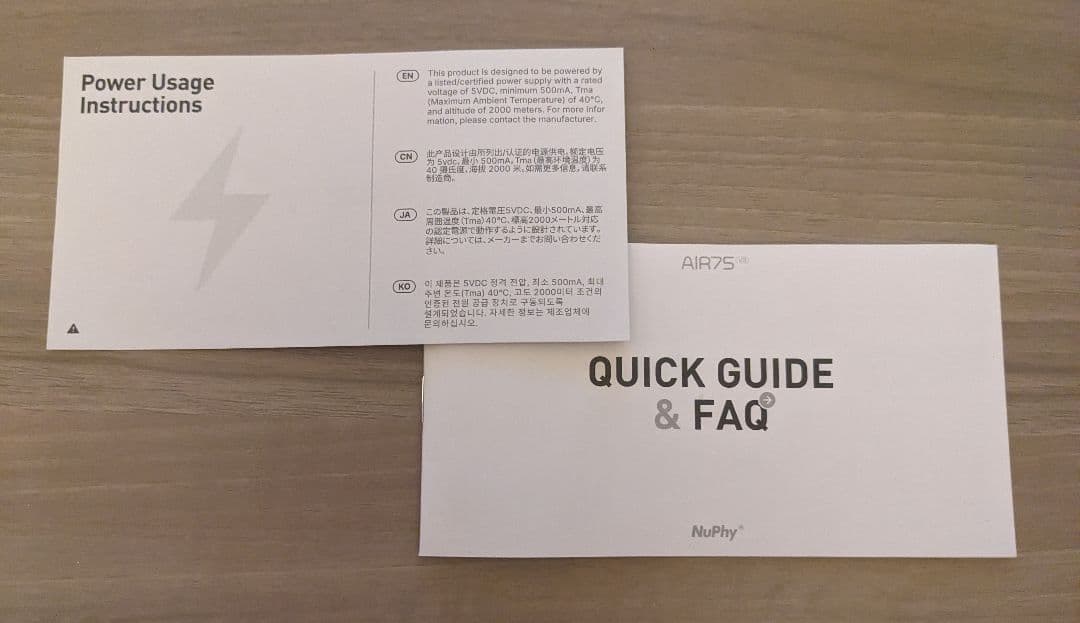 Power Usage
Instructions
EN
This product is designed to be powered by
a listed/certified power supply with a rated
voltage of 5VDC, minimum 500mA, Tma
(Maximum Ambient Temperature) of 40°C,
and altitude of 2000 meters. For more infor
mation, please contact the manufacturer.
CN
此产品设计由所列出/认证的电源供电，额定电压
为 5vdc，最小 500mA，Tma（最高环境温度）为
40 摄氏度，海拔 2000 米。如需更多信息，请联系
制造商。
JA
この製品は、定格電圧5VDC、最小500mA、最高
周囲温度（Tma）40°C、標高2000メートル対応
の認定電源で動作するように設計されています。
詳細については、メーカーまでお問い合わせくだ
さい。
KO
이 제품은 5VDC 정격 전압, 최소 500mA, 최대
주변 온도(Tma) 40°C, 고도 2000미터 조건의
인증된 전원 공급 장치로 구동되도록
설계되었습니다. 자세한 정보는 제조업체에
문의하십시오.
AIR75
QUICK GUIDE
& FAQ
NuPhy®